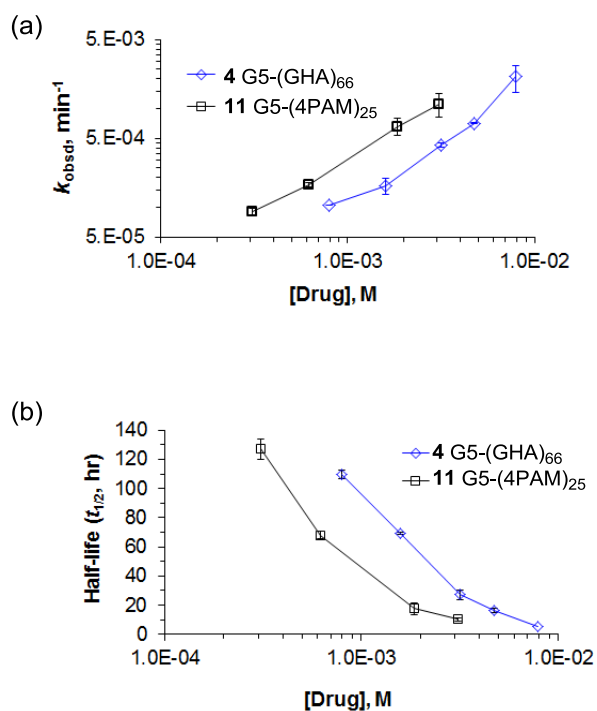 (a)
5.E-03
5.E-04
5.E-05
k_obsd, min⁻¹
4 G5-(GHA)₆₆
11 G5-(4PAM)₂₅
1.0E-04 1.0E-03 1.0E-02
[Drug], M
(b)
140
120
100
80
60
40
20
0
Half-life (t₁/₂, hr)
4 G5-(GHA)₆₆
11 G5-(4PAM)₂₅
1.0E-04 1.0E-03 1.0E-02
[Drug], M